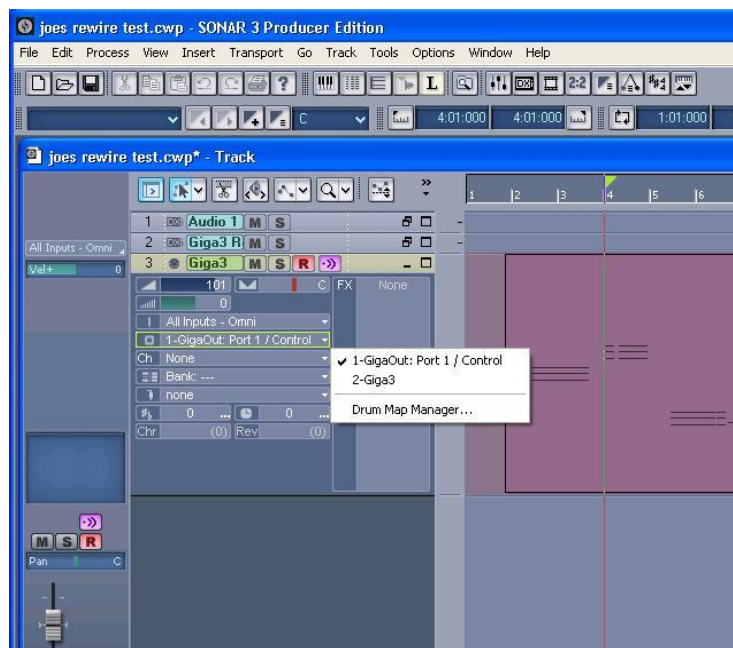 joes rewire test.cwp - SONAR 3 Producer Edition
File Edit Process View Insert Transport Go Track Tools Options Window Help
L 2:2
C 4:01:000 4:01:000 1:01:000
joes rewire test.cwp* - Track
1 2 3 4 5 6
1 Audio 1 M S
All Inputs - Omni 2 Giga3 R M S
Vel+ 0 3 Giga3 M S R
101 C FX None
0
All Inputs - Omni
1-GigaOut: Port 1 / Control
Ch None
1-GigaOut: Port 1 / Control
Bank: ---
2-Giga3
none
0 ... 0 ...
Drum Map Manager...
Chr (0) Rev (0)
M S R
Pan C